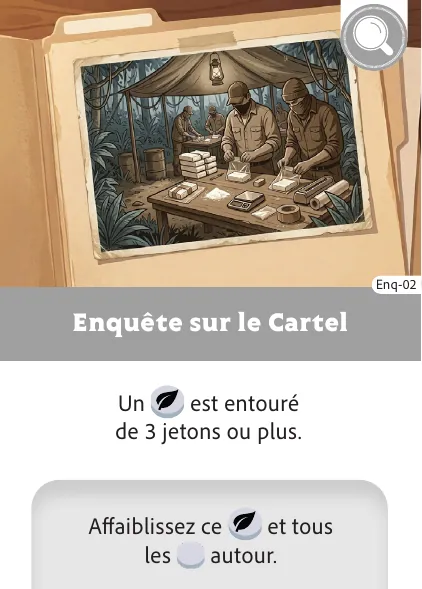 Enq-02
Enquête sur le Cartel
Un est entouré
de 3 jetons ou plus.
Affaiblissez ce et tous
les autour.